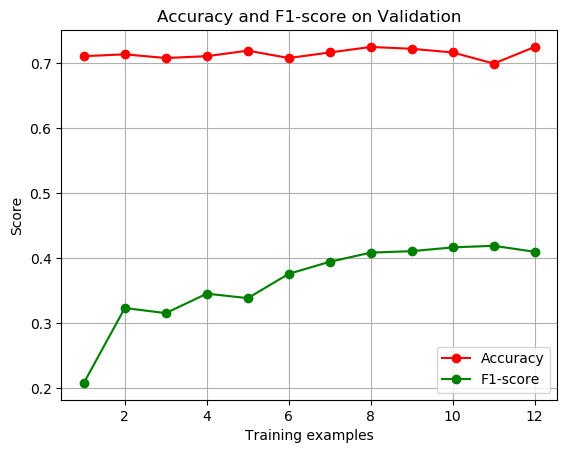 Accuracy and F1-score on Validation
0.7
0.6
0.5
0.4
0.3
0.2
Score
2 4 6 8 10 12
Training examples
Accuracy
F1-score